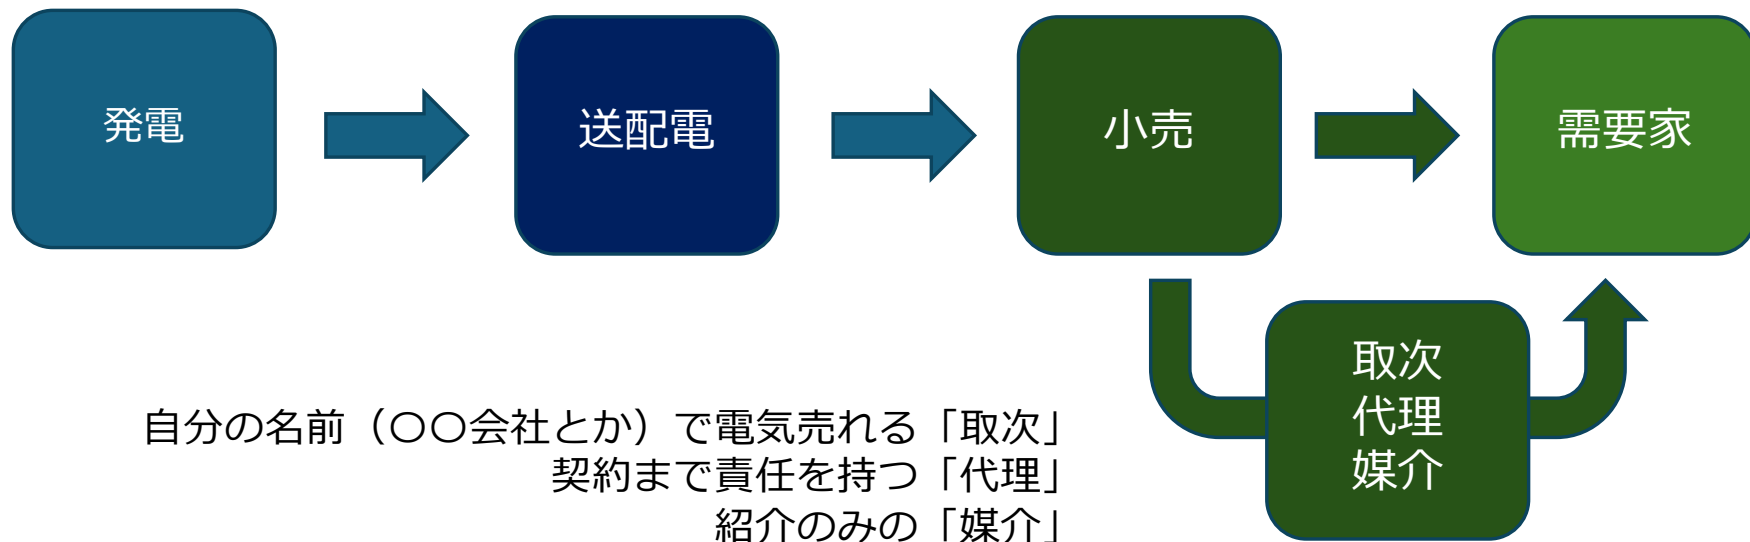 発電
送配電
小売
需要家
取次
代理
媒介
自分の名前（〇〇会社とか）で電気売れる「取次」
契約まで責任を持つ「代理」
紹介のみの「媒介」